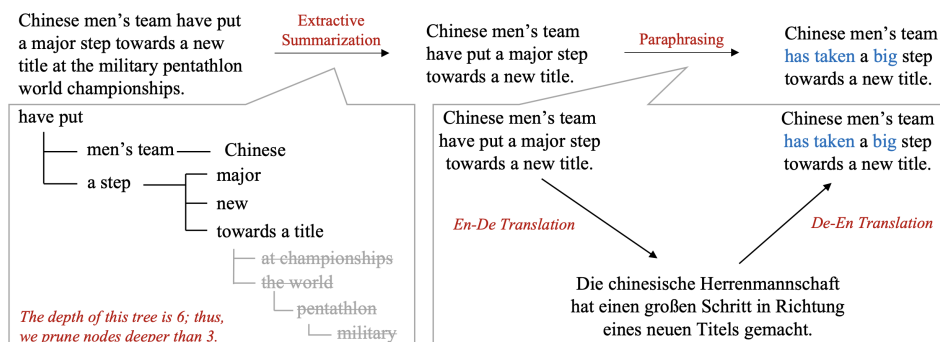 Chinese men's team have put
a major step towards a new
title at the military pentathlon
world championships.
Extractive
Summarization
Chinese men's team
have put a major step
towards a new title.
Paraphrasing
Chinese men's team
has taken a big step
towards a new title.
have put
men's team
Chinese
a step
major
new
towards a title
at championships
the world
pentathlon
military
The depth of this tree is 6; thus,
we prune nodes deeper than 3.
Chinese men's team
have put a major step
towards a new title.
En-De Translation
Die chinesische Herrenmannschaft
hat einen großen Schritt in Richtung
eines neuen Titels gemacht.
De-En Translation
Chinese men's team
has taken a big step
towards a new title.